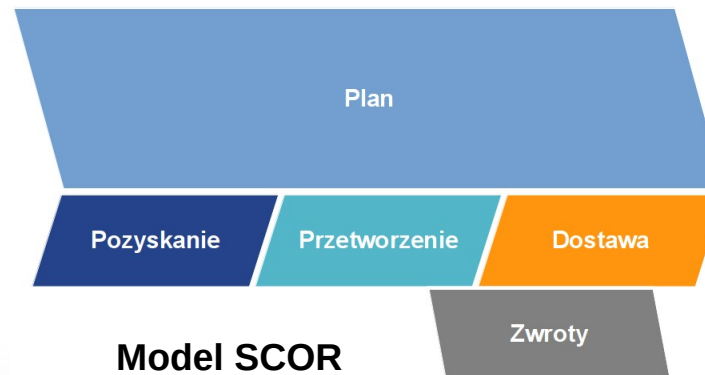 Plan
Pozyskanie
Przetworzenie
Dostawa
Zwroty
Model SCOR